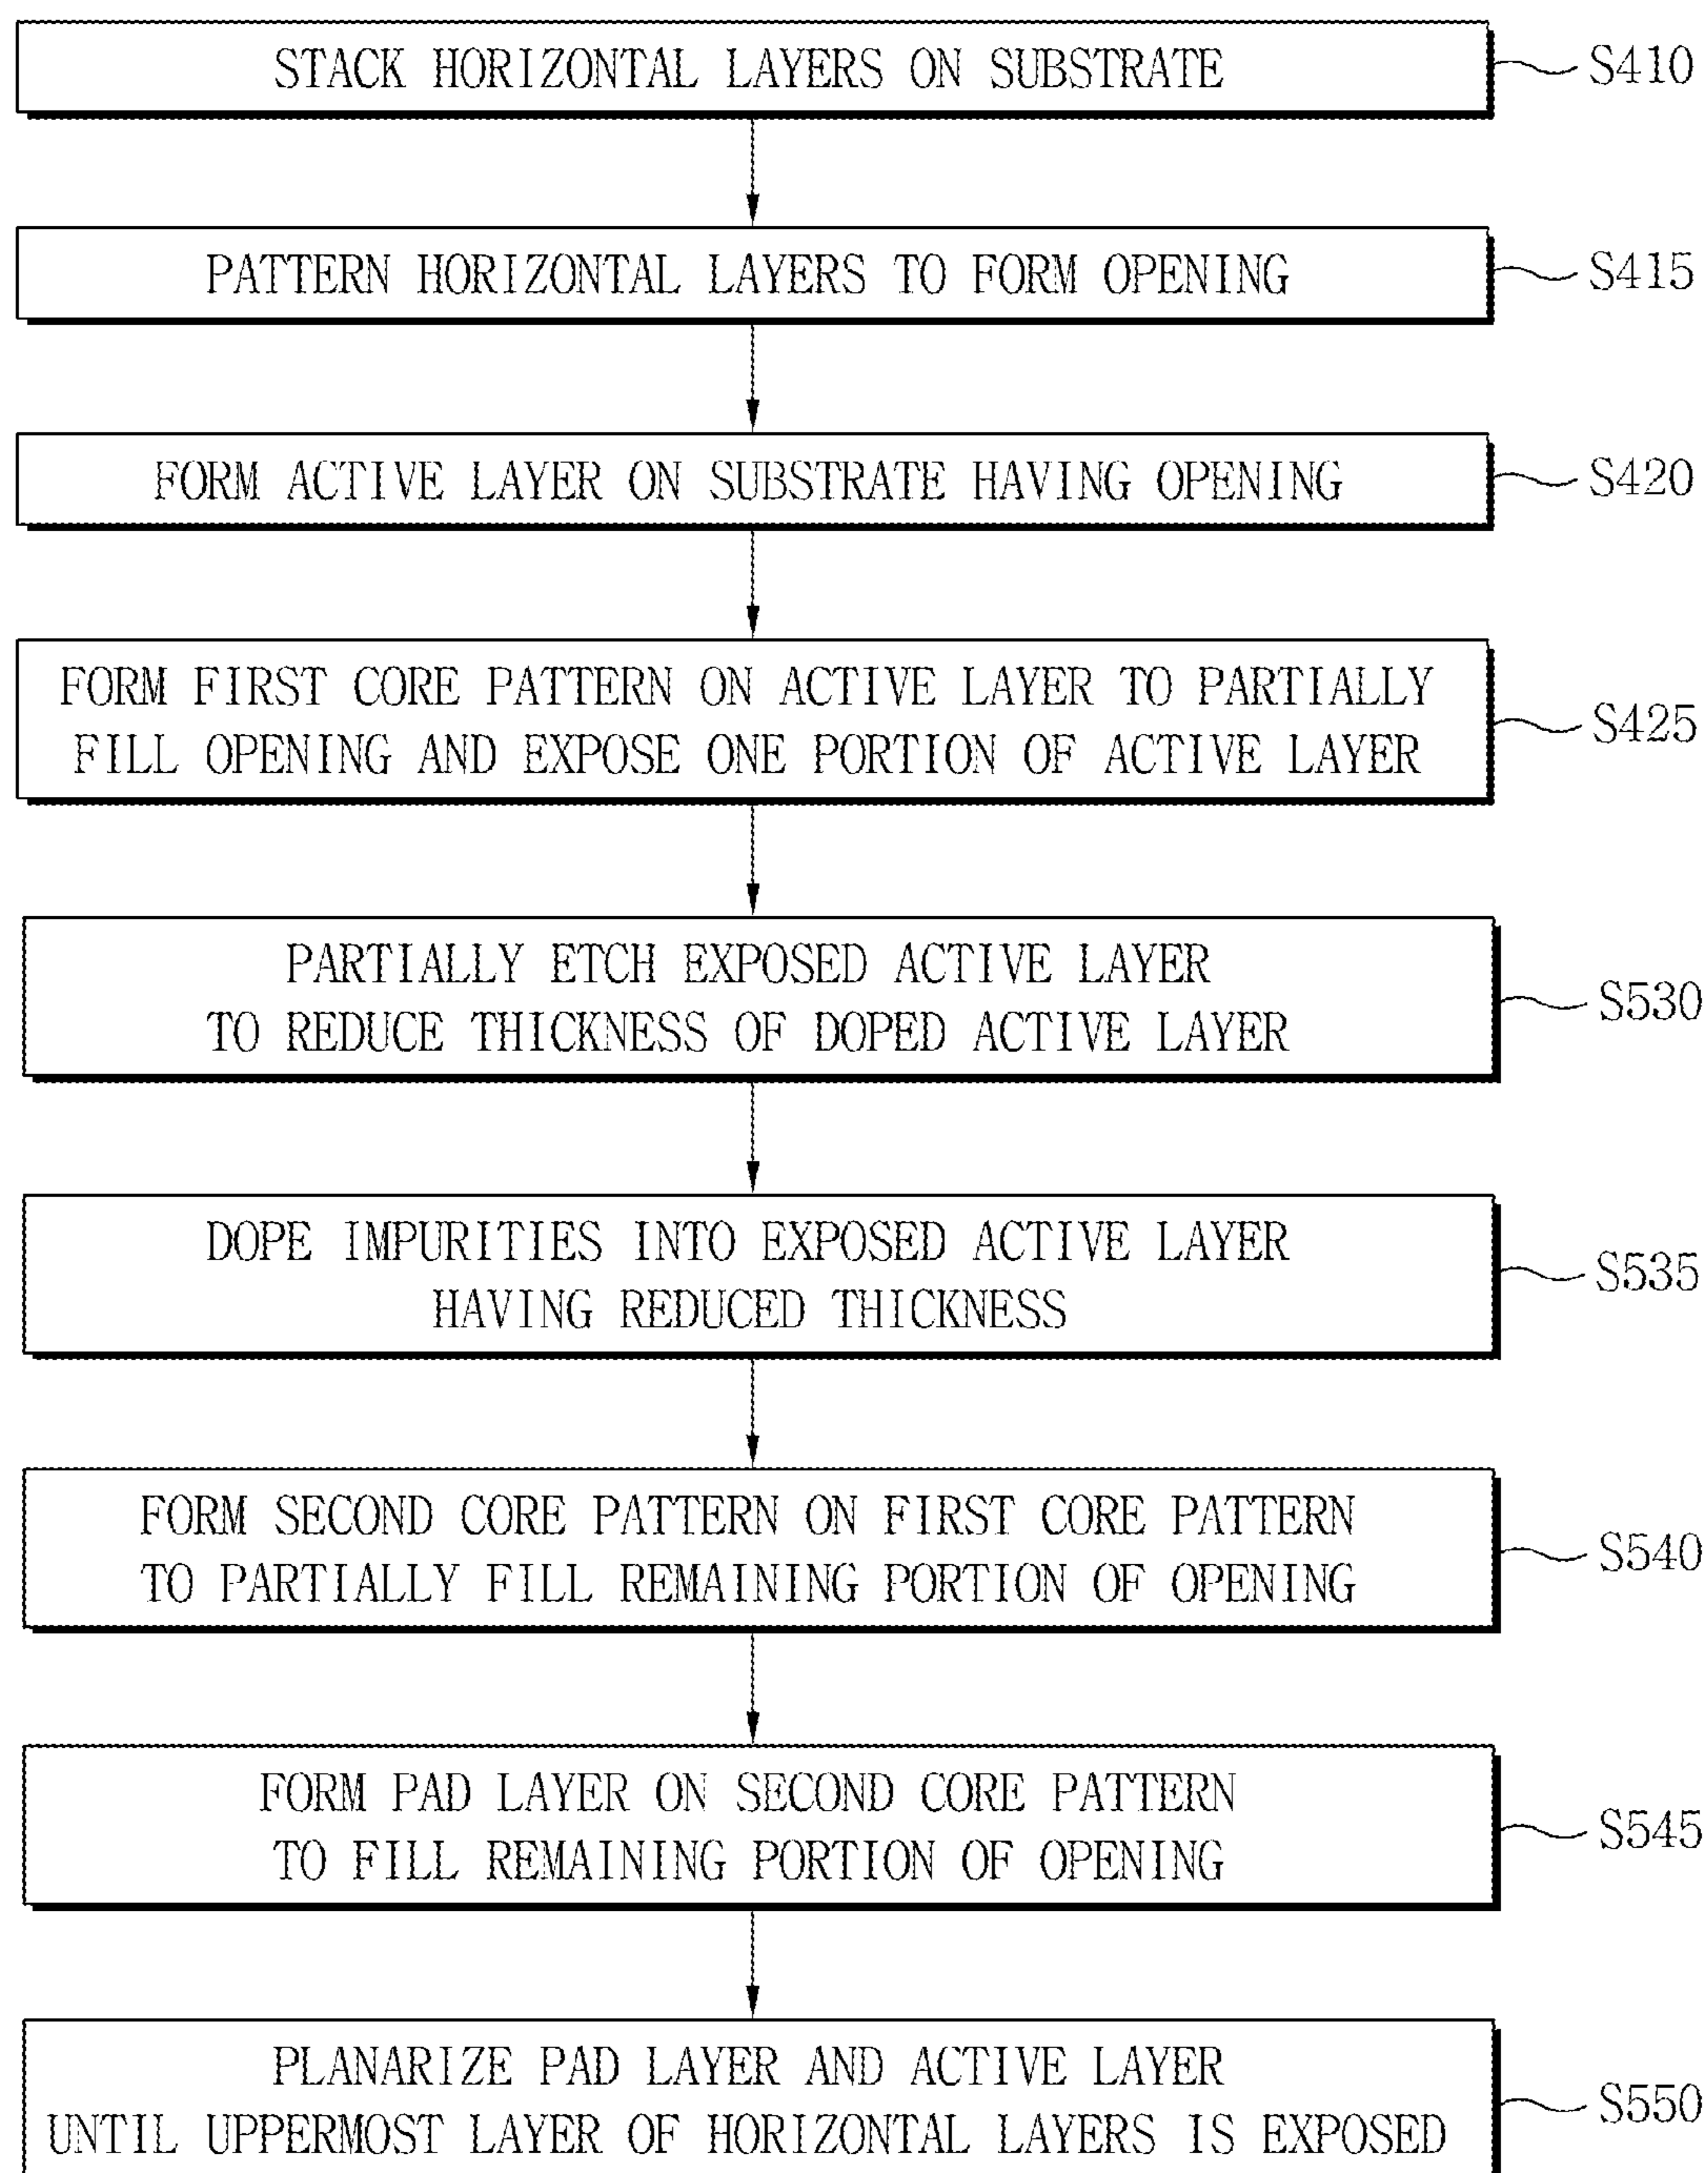 STACK HORIZONTAL LAYERS ON SUBSTRATE
S410
PATTERN HORIZONTAL LAYERS TO FORM OPENING
S415
FORM ACTIVE LAYER ON SUBSTRATE HAVING OPENING
S420
FORM FIRST CORE PATTERN ON ACTIVE LAYER TO PARTIALLY
FILL OPENING AND EXPOSE ONE PORTION OF ACTIVE LAYER
S425
PARTIALLY ETCH EXPOSED ACTIVE LAYER
TO REDUCE THICKNESS OF DOPED ACTIVE LAYER
S530
DOPE IMPURITIES INTO EXPOSED ACTIVE LAYER
HAVING REDUCED THICKNESS
S535
FORM SECOND CORE PATTERN ON FIRST CORE PATTERN
TO PARTIALLY FILL REMAINING PORTION OF OPENING
S540
FORM PAD LAYER ON SECOND CORE PATTERN
TO FILL REMAINING PORTION OF OPENING
S545
PLANARIZE PAD LAYER AND ACTIVE LAYER
UNTIL UPPERMOST LAYER OF HORIZONTAL LAYERS IS EXPOSED
S550